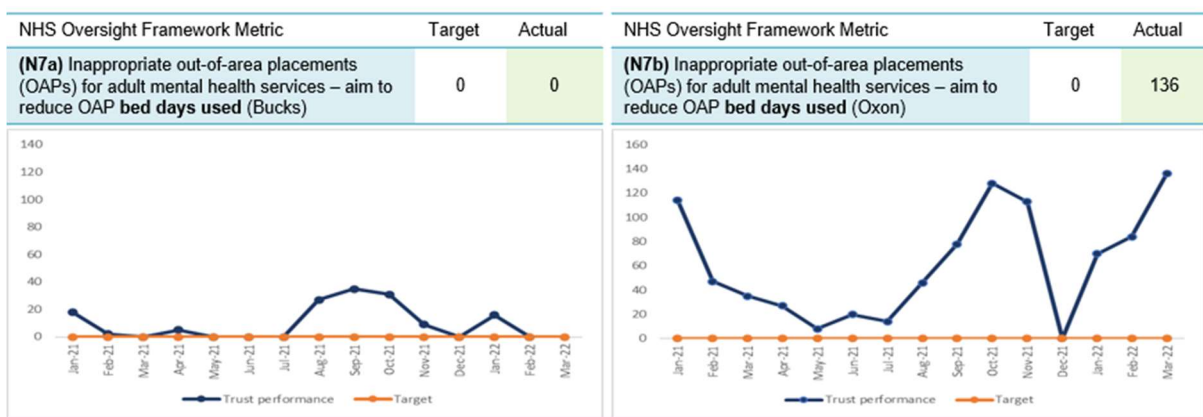 NHS Oversight Framework Metric Target Actual
(N7a) Inappropriate out-of-area placements
(OAPs) for adult mental health services – aim to
reduce OAP bed days used (Bucks)
0 0
140
120
100
80
60
40
20
0
Jan-21 Feb-21 Mar-21 Apr-21 May-21 Jun-21 Jul-21 Aug-21 Sep-21 Oct-21 Nov-21 Dec-21 Jan-22 Feb-22 Mar-22
Trust performance Target
NHS Oversight Framework Metric Target Actual
(N7b) Inappropriate out-of-area placements
(OAPs) for adult mental health services – aim to
reduce OAP bed days used (Oxon)
0 136
160
140
120
100
80
60
40
20
0
Jan-21 Feb-21 Mar-21 Apr-21 May-21 Jun-21 Jul-21 Aug-21 Sep-21 Oct-21 Nov-21 Dec-21 Jan-22 Feb-22 Mar-22
Trust performance Target